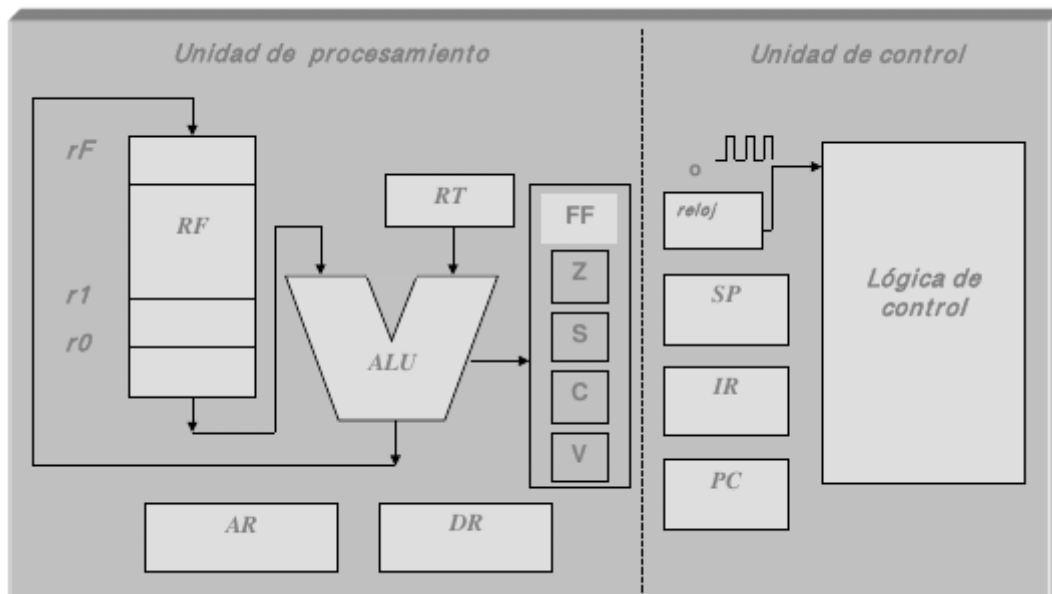 Unidad de procesamiento
Unidad de control
rF
RF
r1
r0
RT
ALU
FF
Z
S
C
V
AR
DR
o
reloj
SP
IR
PC
Lógica de
control